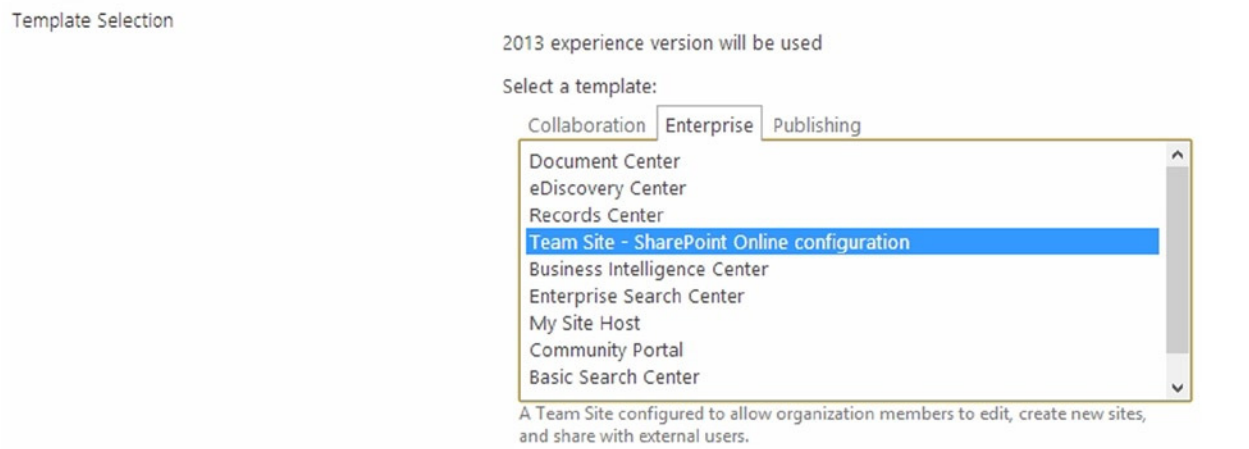 Template Selection
2013 experience version will be used
Select a template:
Collaboration Enterprise Publishing
Document Center
eDiscovery Center
Records Center
Team Site - SharePoint Online configuration
Business Intelligence Center
Enterprise Search Center
My Site Host
Community Portal
Basic Search Center
A Team Site configured to allow organization members to edit, create new sites,
and share with external users.